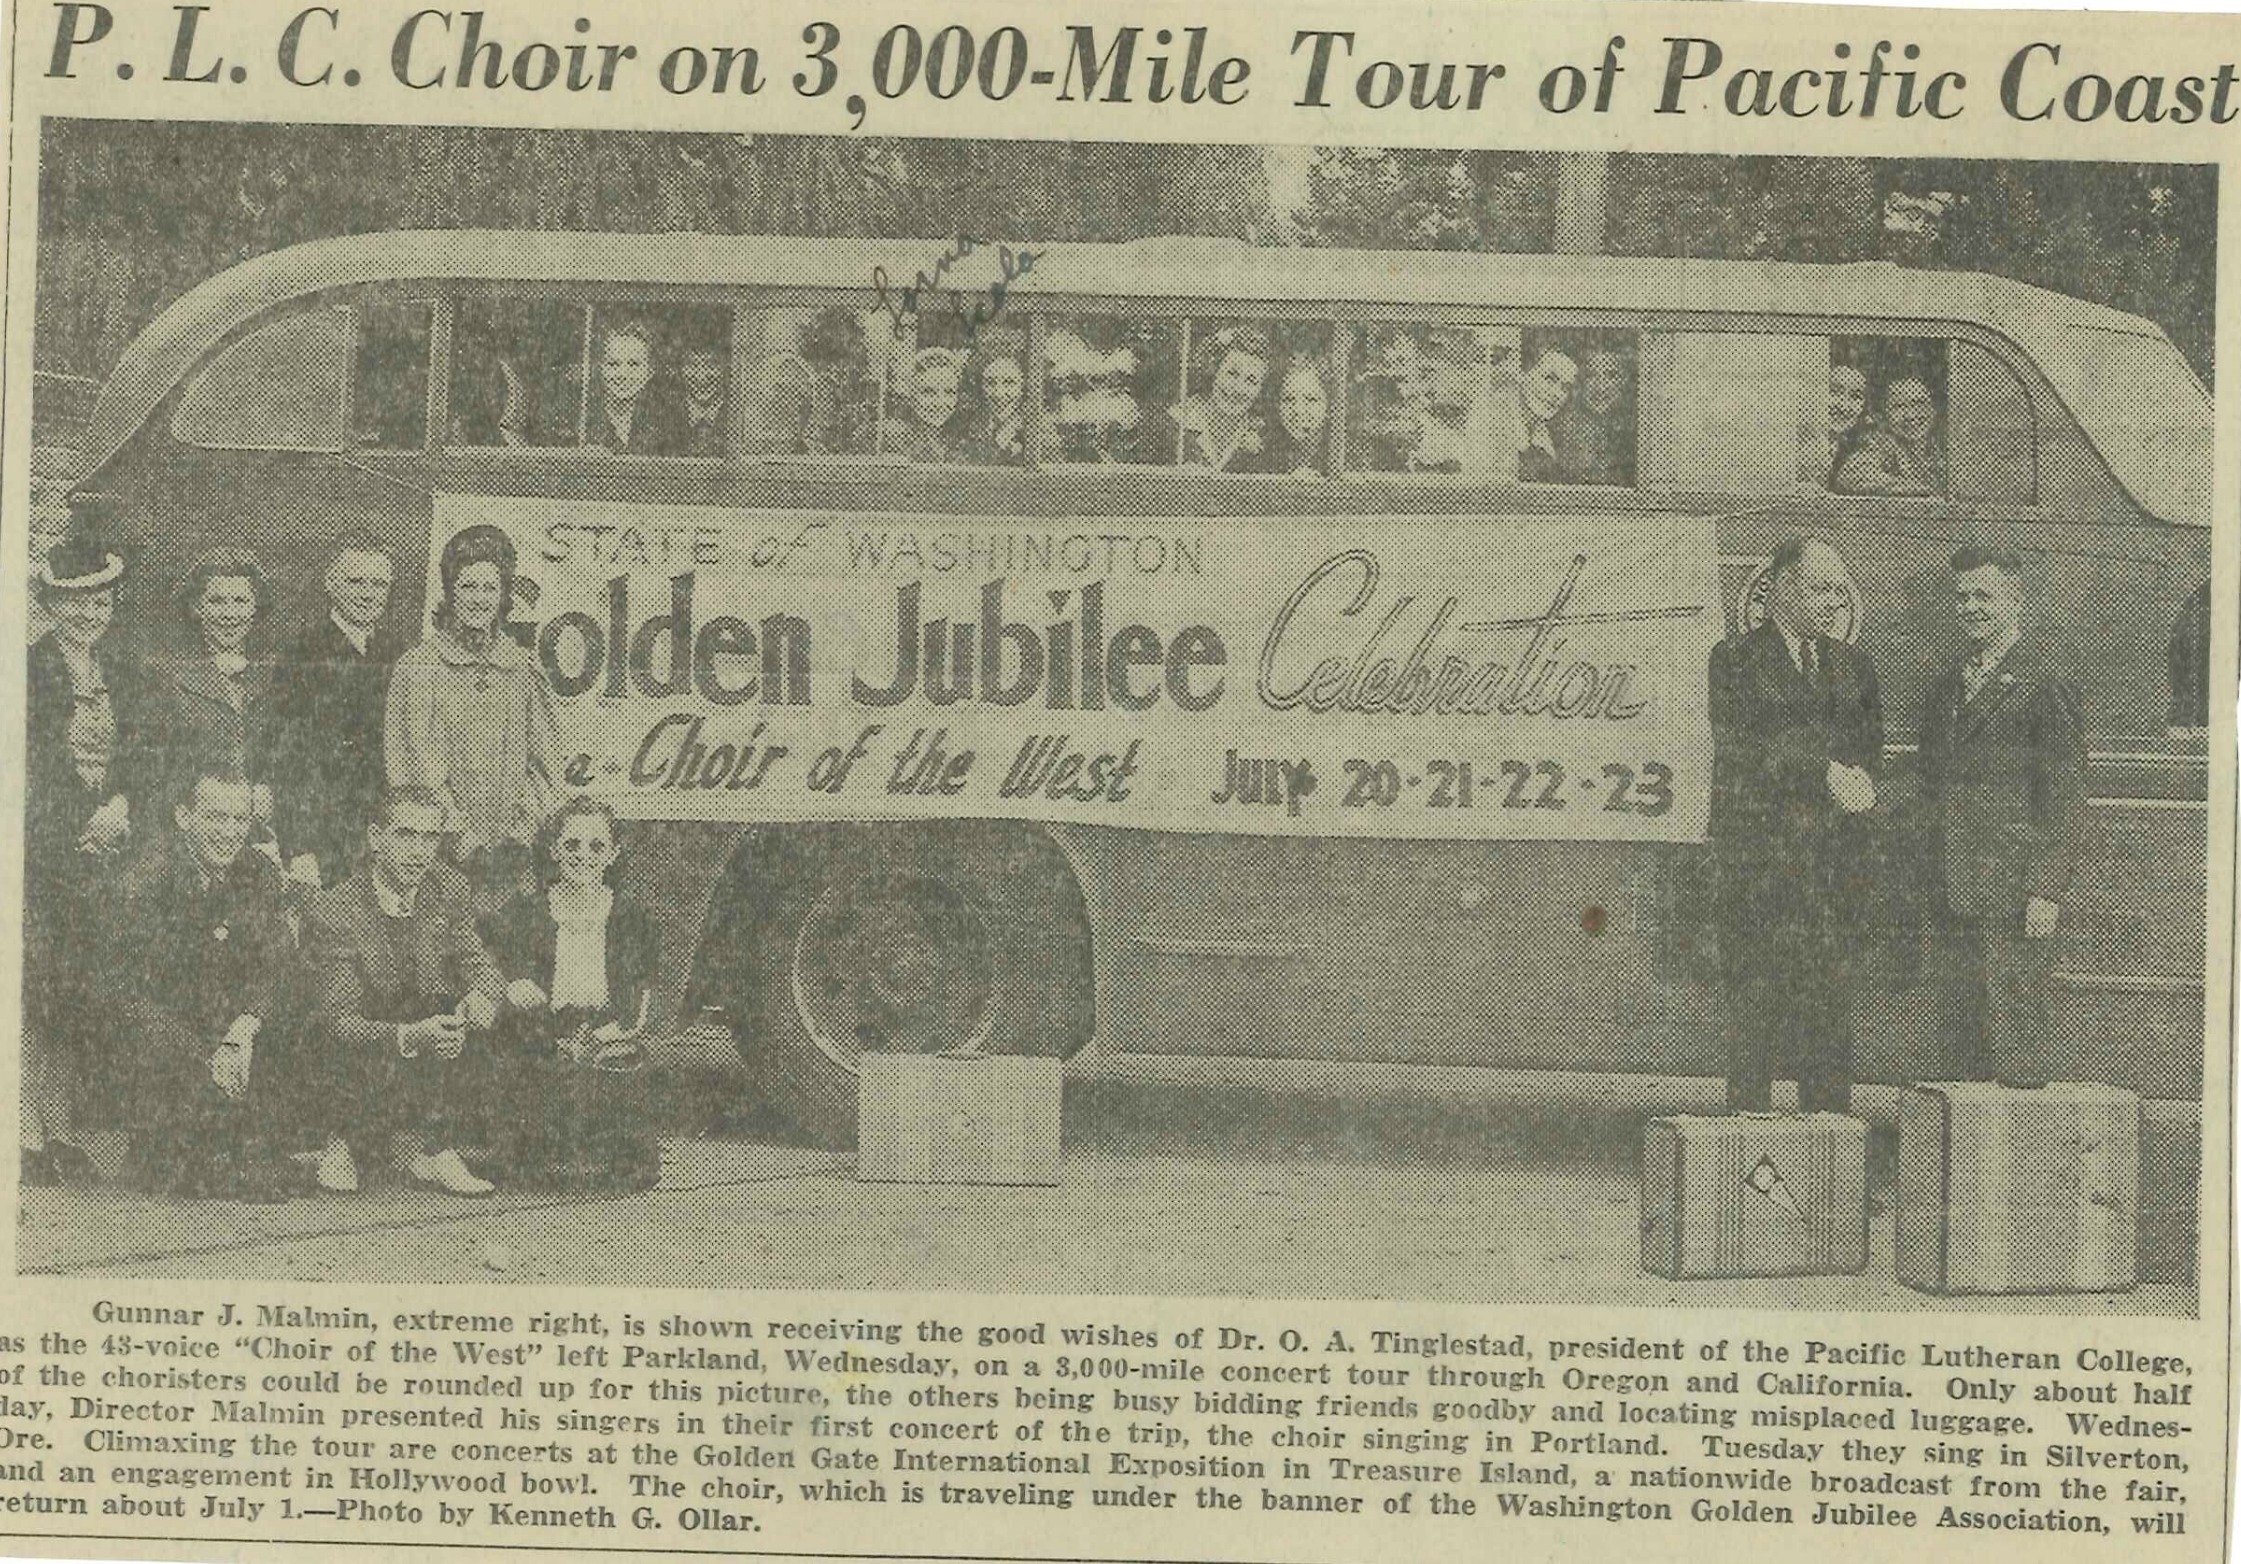 P. L. C. Choir on 3,000-Mile Tour of Pacific Coast
STATE of WASHINGTON
Golden Jubilee Celebration
Choir of the West July 20-21-22-23
Gunnar J. Malmin, extreme right, is shown receiving the good wishes of Dr. O. A. Tinglestad, president of the Pacific Lutheran College,
as the 43-voice “Choir of the West” left Parkland, Wednesday, on a 3,000-mile concert tour through Oregon and California. Only about half
of the choristers could be rounded up for this picture, the others being busy bidding friends goodby and locating misplaced luggage. Wednes-
day, Director Malmin presented his singers in their first concert of the trip, the choir singing in Portland. Tuesday they sing in Silverton,
Ore. Climaxing the tour are concerts at the Golden Gate International Exposition in Treasure Island, a nationwide broadcast from the fair,
and an engagement in Hollywood bowl. The choir, which is traveling under the banner of the Washington Golden Jubilee Association, will
return about July 1.—Photo by Kenneth G. Ollar.